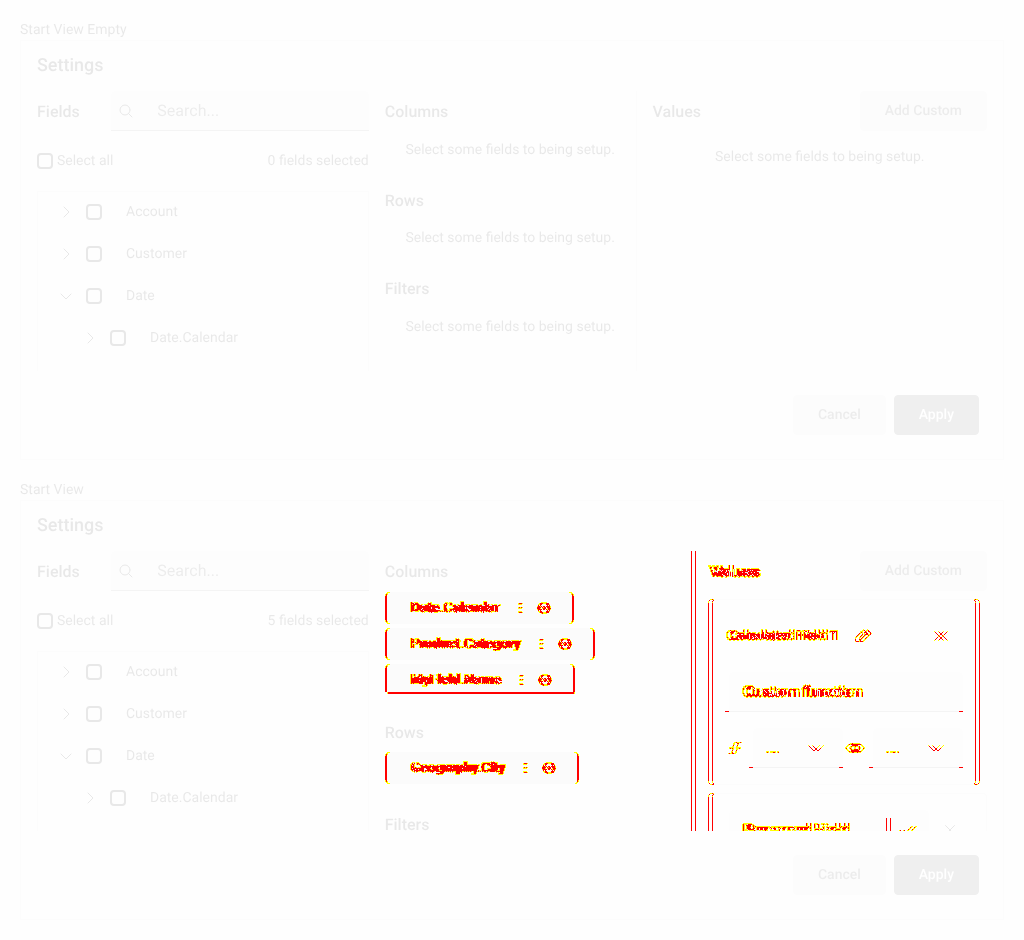 Start View Empty
Settings
Fields
Search...
Columns
Values
Add Custom
Select some fields to being setup.
Select some fields to being setup.
Select all
0 fields selected
Rows
Account
Select some fields to being setup.
Customer
Filters
Date
Select some fields to being setup.
Date.Calendar
Cancel
Apply
Start View
Settings
Fields
Search...
Columns
Values
Add Custom
Date.Calendar
Select all
5 fields selected
Product.Category
Account
Customer
Custom function
Rows
Date
Geography.City
Date.Calendar
Filters
Cancel
Apply